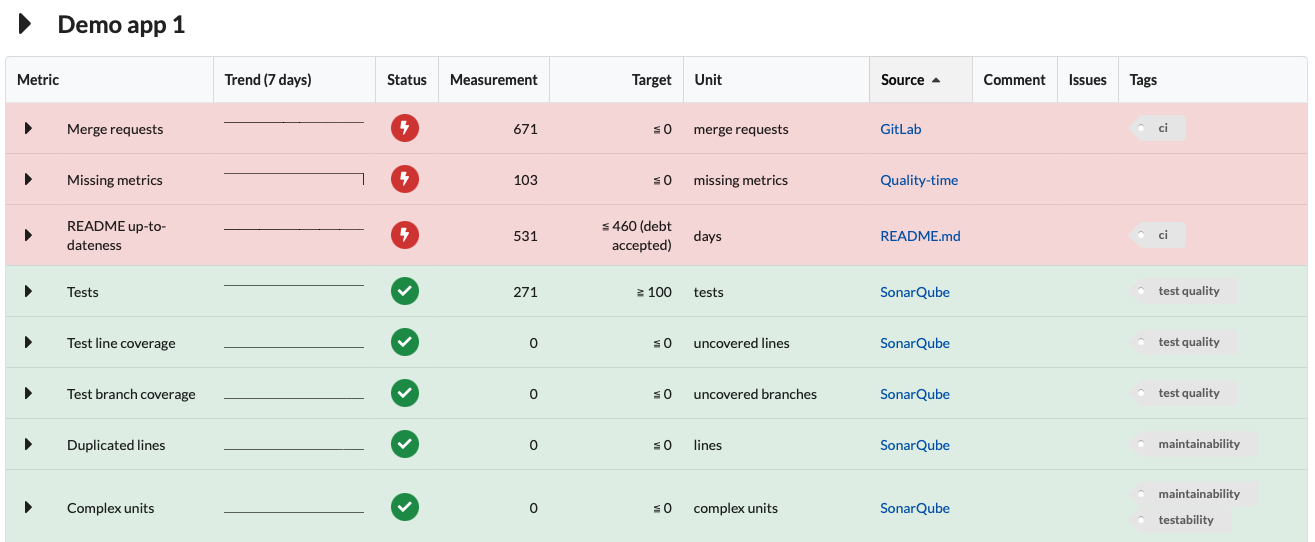 Demo app 1
Metric Trend (7 days) Status Measurement Target Unit Source Comment Issues Tags
Merge requests 671 ≦ 0 merge requests GitLab ci
Missing metrics 103 ≦ 0 missing metrics Quality-time
README up-to-
dateness 531 ≦ 460 (debt
accepted) days README.md ci
Tests 271 ≧ 100 tests SonarQube test quality
Test line coverage 0 ≦ 0 uncovered lines SonarQube test quality
Test branch coverage 0 ≦ 0 uncovered branches SonarQube test quality
Duplicated lines 0 ≦ 0 lines SonarQube maintainability
Complex units 0 ≦ 0 complex units SonarQube maintainability
testability